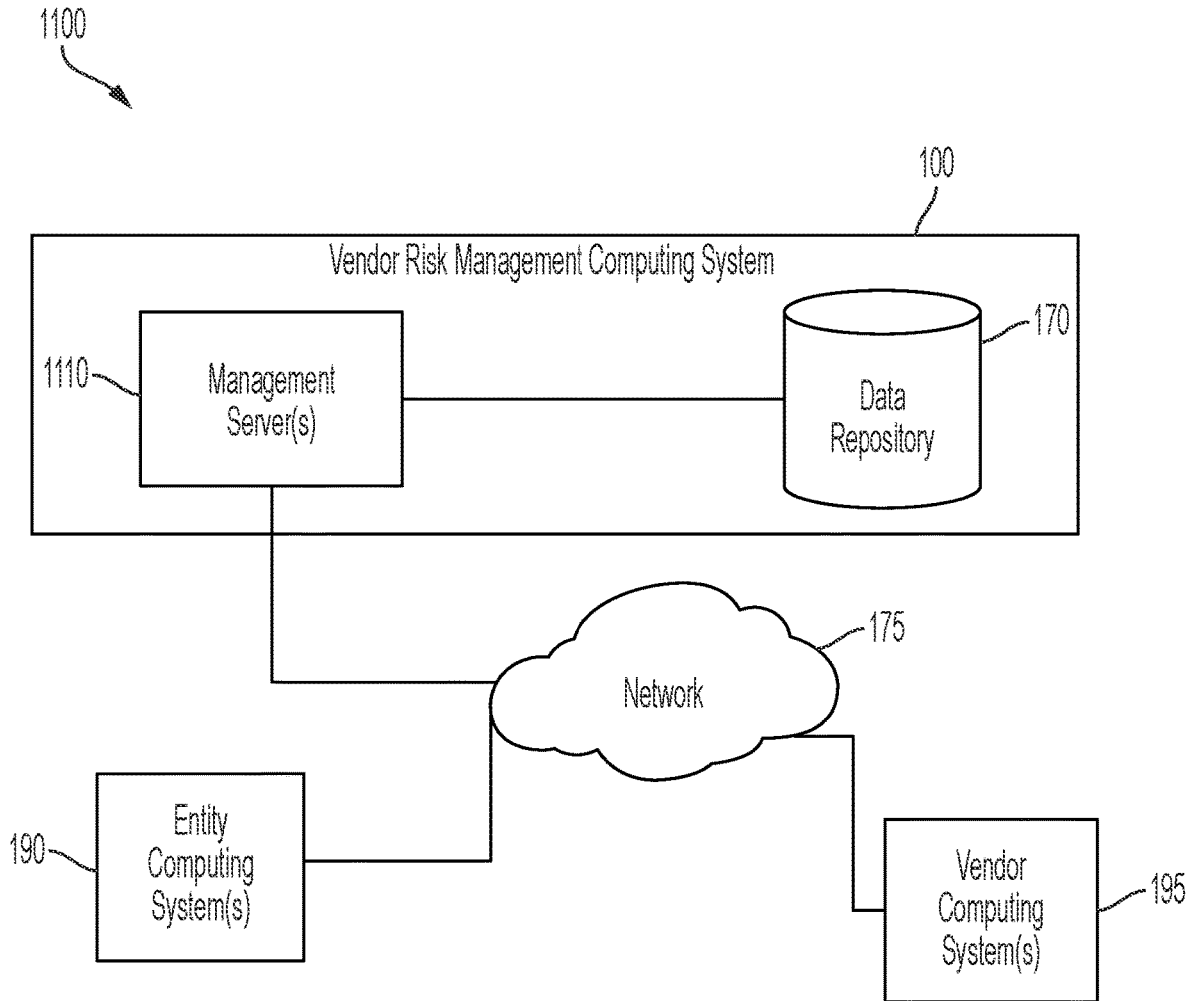 1100
100
Vendor Risk Management Computing System
170
1110
Management
Server(s)
Data
Repository
175
Network
190
Entity
Computing
System(s)
Vendor
Computing
System(s)
195